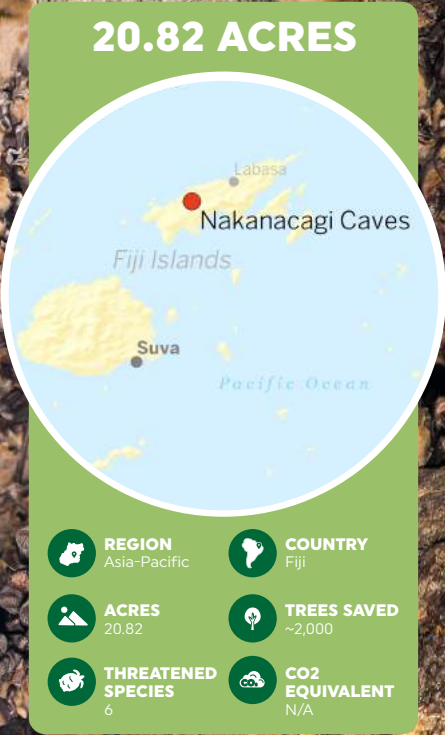 20.82 ACRES
Labasa
Nakanacagi Caves
Fiji Islands
Suva
Pacific Ocean
REGION
Asia-Pacific
COUNTRY
Fiji
ACRES
20.82
TREES SAVED
~2,000
THREATENED
SPECIES
6
CO2
EQUIVALENT
N/A